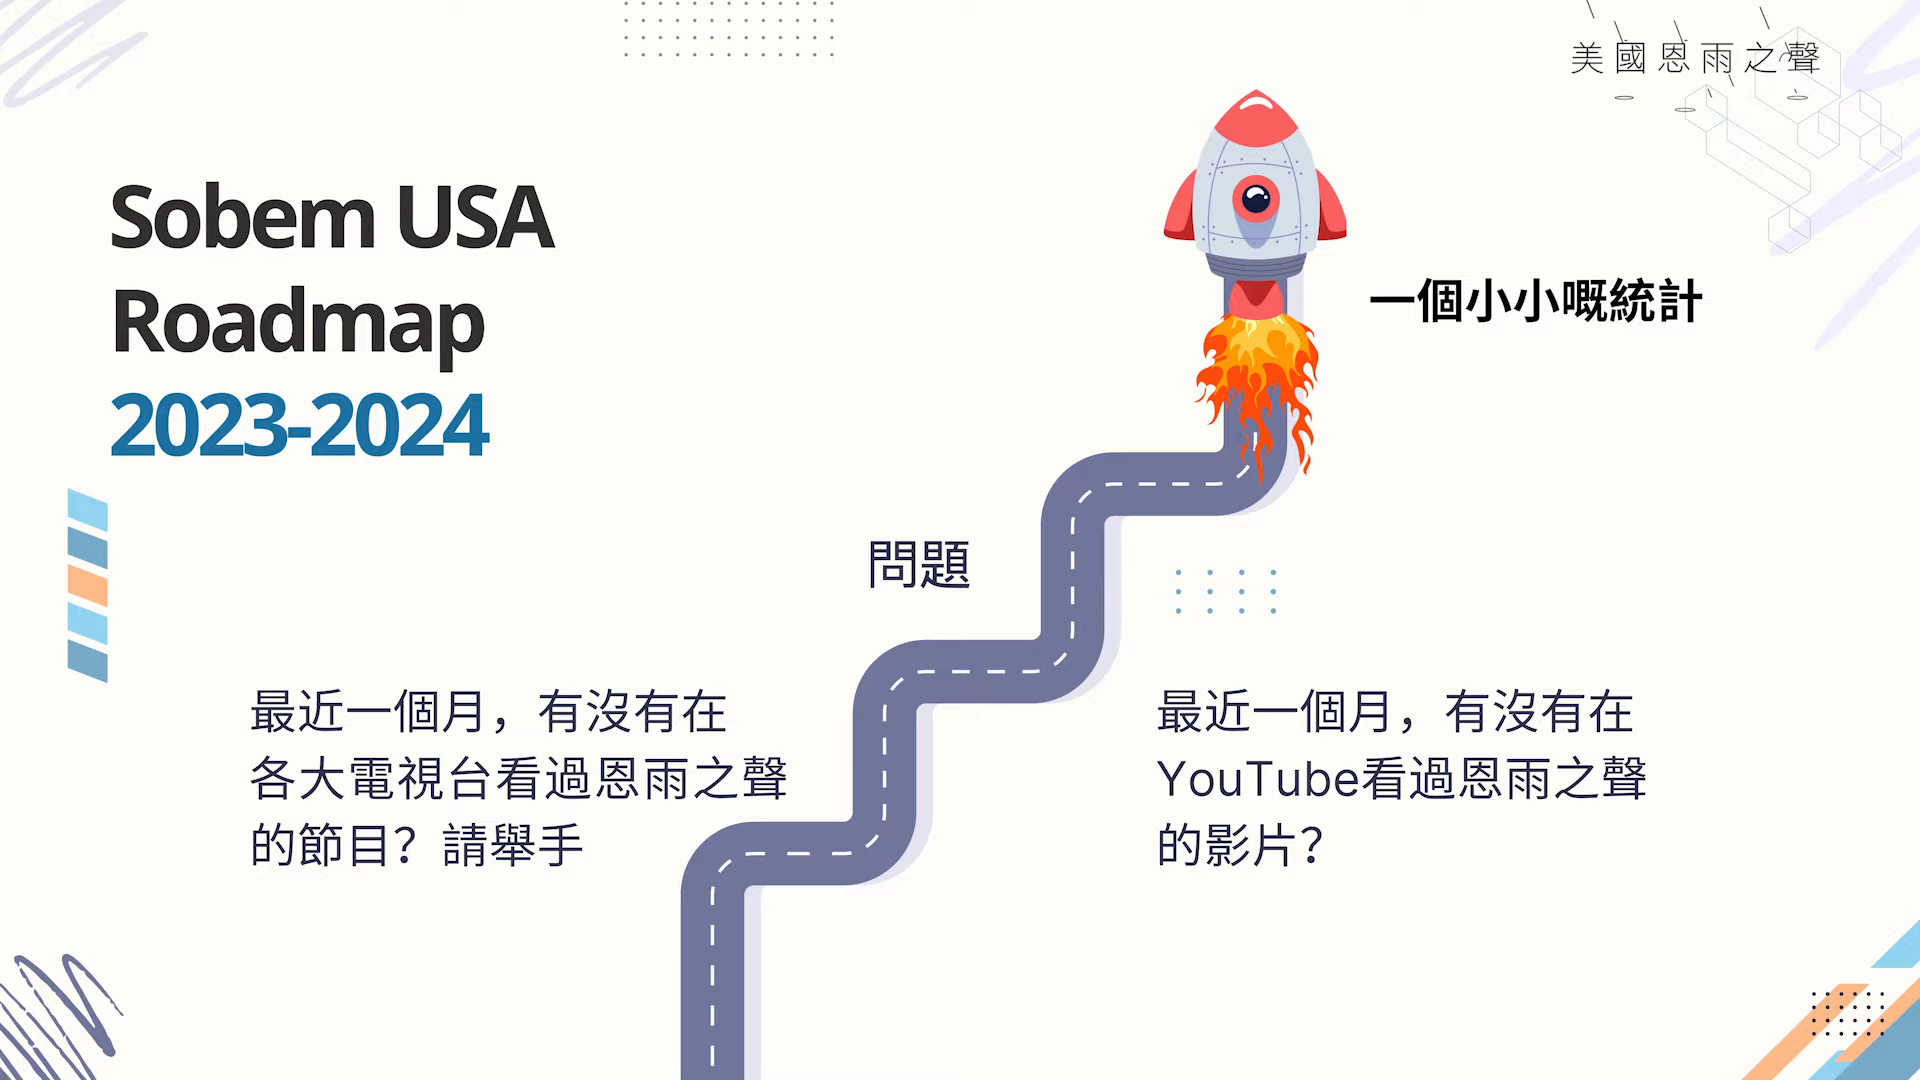 美國恩雨之聲
Sobem USA
Roadmap
2023-2024
一個小小嘅統計
問題
最近一個月，有沒有在
各大電視台看過恩雨之聲
的節目？請舉手
最近一個月，有沒有在
YouTube看過恩雨之聲
的影片？